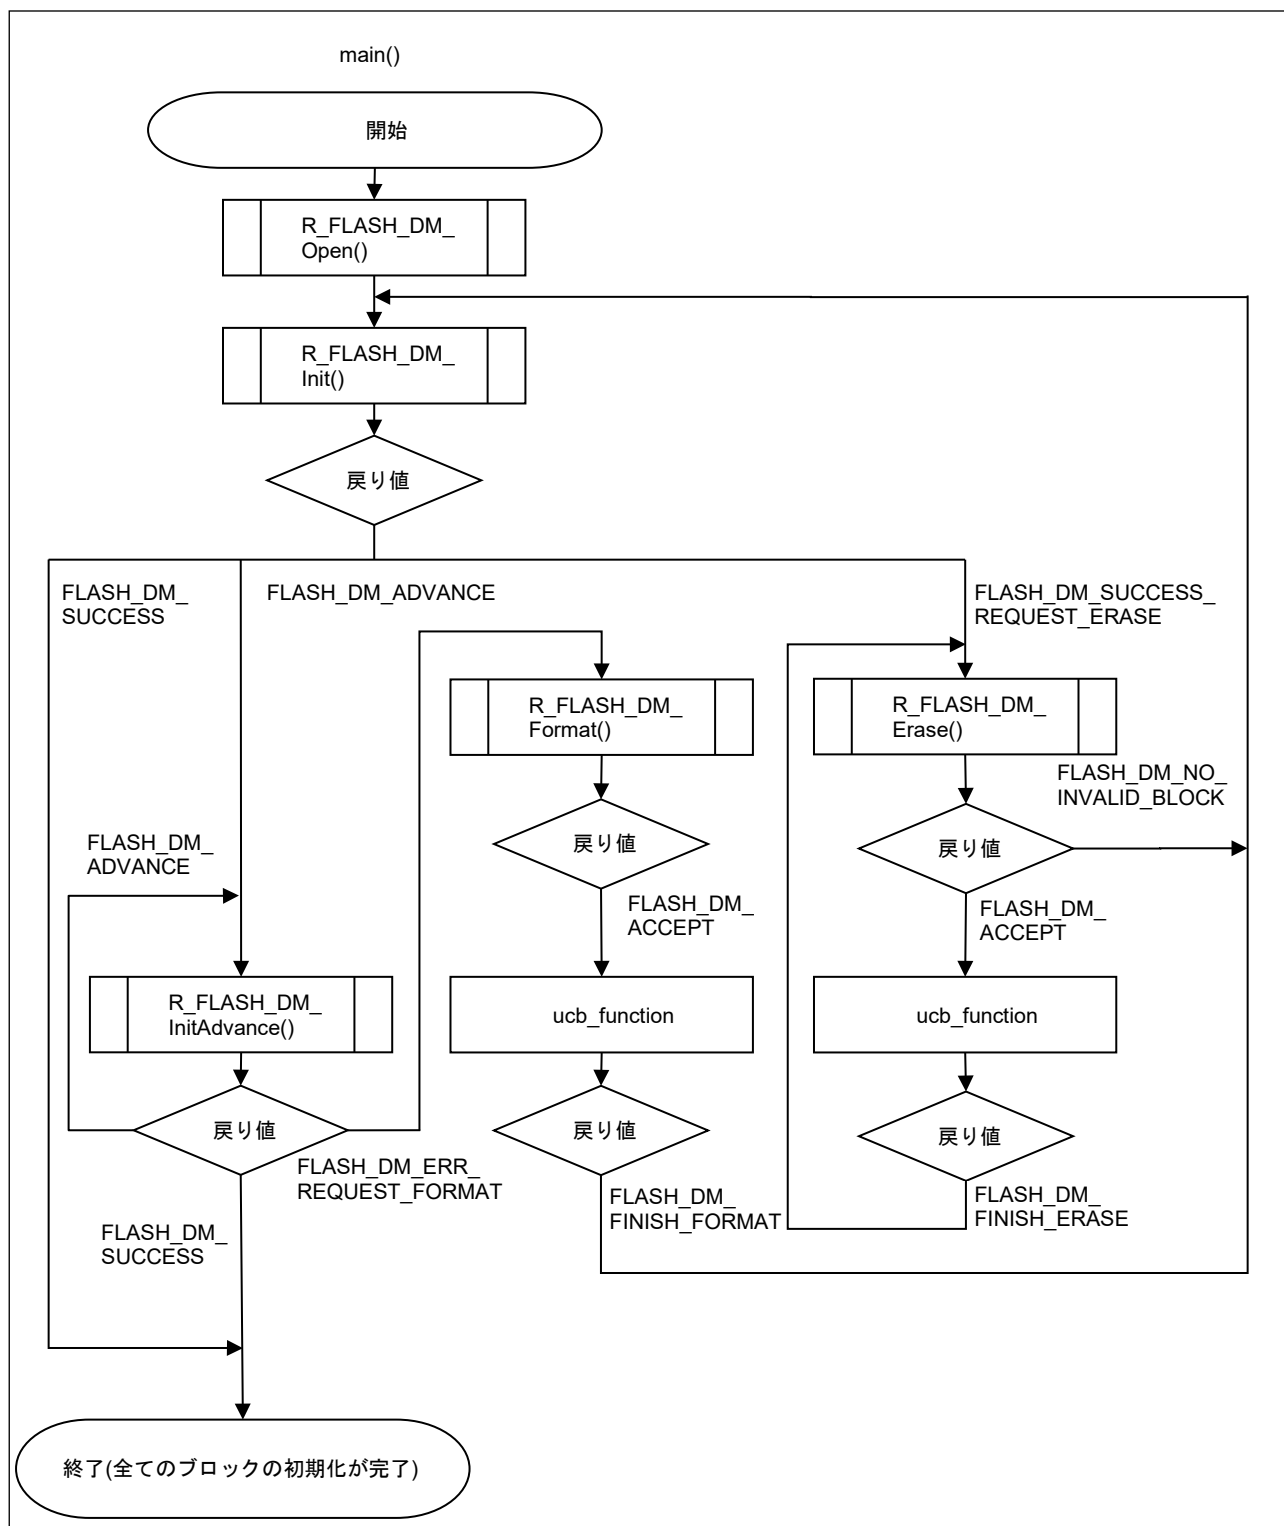 main()
開始
R_FLASH_DM_
Open()
R_FLASH_DM_
Init()
戻り値
FLASH_DM_
SUCCESS
FLASH_DM_ADVANCE
FLASH_DM_SUCCESS_
REQUEST_ERASE
R_FLASH_DM_
Format()
R_FLASH_DM_
Erase()
FLASH_DM_NO_
INVALID_BLOCK
戻り値
戻り値
FLASH_DM_
ADVANCE
FLASH_DM_
ACCEPT
FLASH_DM_
ACCEPT
R_FLASH_DM_
InitAdvance()
ucb_function
ucb_function
戻り値
戻り値
戻り値
FLASH_DM_ERR_
REQUEST_FORMAT
FLASH_DM_
FINISH_FORMAT
FLASH_DM_
FINISH_ERASE
FLASH_DM_
SUCCESS
終了(全てのブロックの初期化が完了)